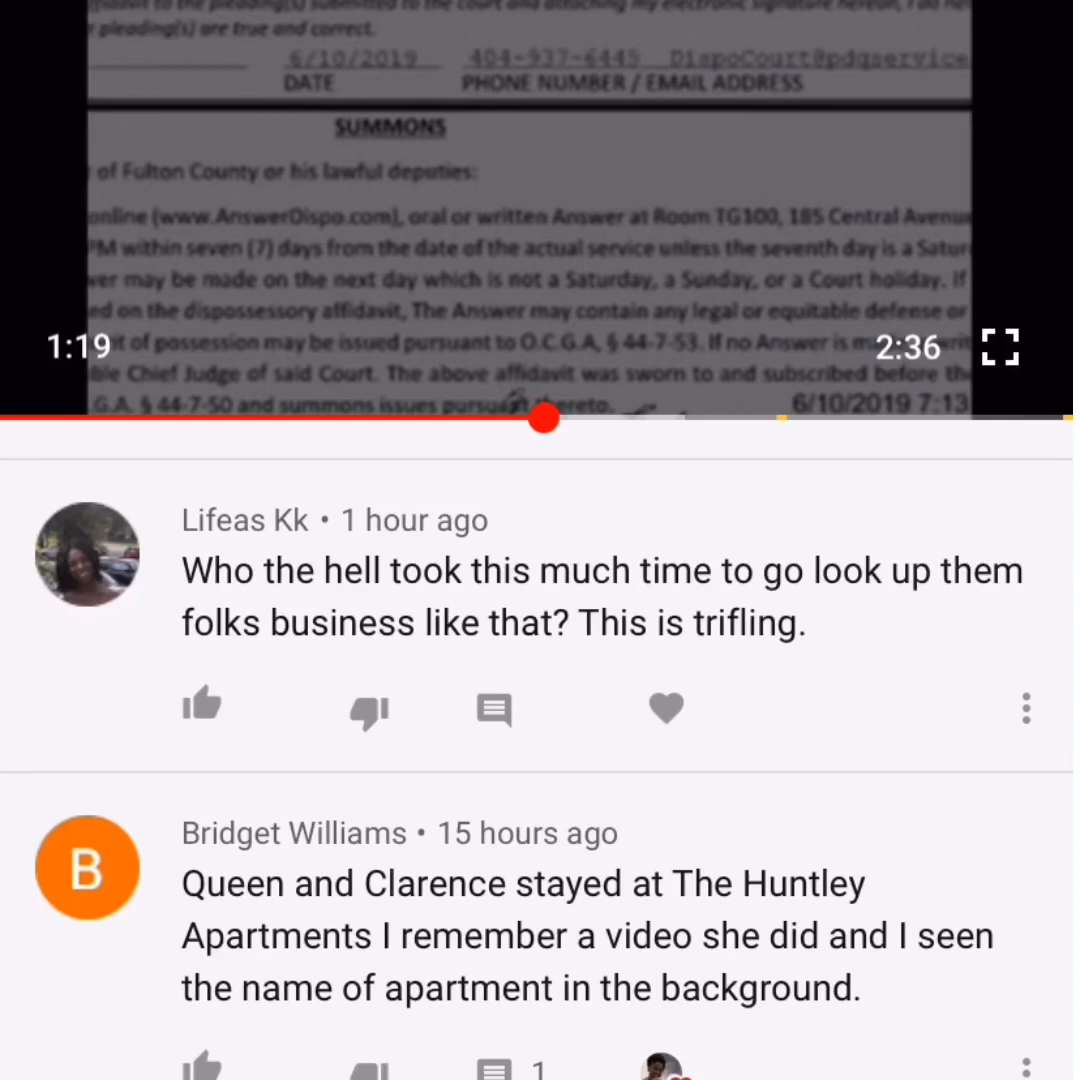 pleading(s) are true and correct.
6/10/2019 404-937-6445 DispoCourt@pdqservice
DATE PHONE NUMBER / EMAIL ADDRESS
SUMMONS
of Fulton County or his lawful deputies:
online (www.AnswerDispo.com), oral or written Answer at Room TG100, 185 Central Avenue
PM within seven (7) days from the date of the actual service unless the seventh day is a Satur
wer may be made on the next day which is not a Saturday, a Sunday, or a Court holiday. If
ed on the dispossessory affidavit, The Answer may contain any legal or equitable defense or
1:19 it of possession may be issued pursuant to O.C.G.A, § 44-7-53. If no Answer is 2:36
ble Chief Judge of said Court. The above affidavit was sworn to and subscribed before the
G.A. § 44-7-50 and summons issues pursuant thereto. 6/10/2019 7:13
Lifeas Kk • 1 hour ago
Who the hell took this much time to go look up them
folks business like that? This is trifling.
B
Bridget Williams • 15 hours ago
Queen and Clarence stayed at The Huntley
Apartments I remember a video she did and I seen
the name of apartment in the background.
1